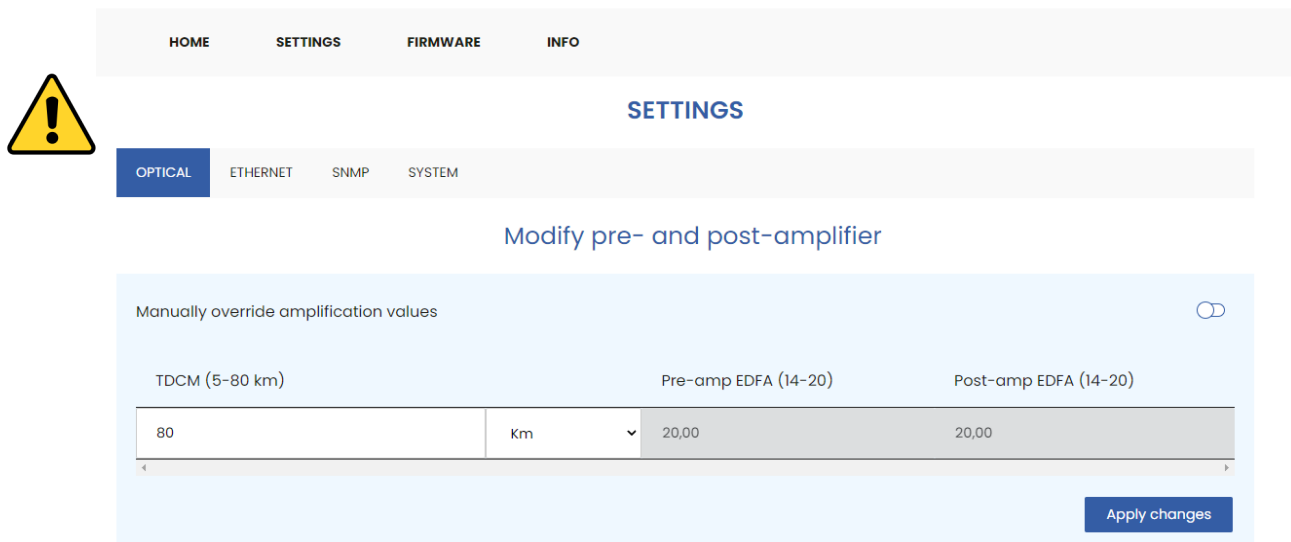 HOME SETTINGS FIRMWARE INFO
SETTINGS
OPTICAL ETHERNET SNMP SYSTEM
Modify pre- and post-amplifier
Manually override amplification values
TDCM (5-80 km) Pre-amp EDFA (14-20) Post-amp EDFA (14-20)
80 Km 20,00 20,00
Apply changes